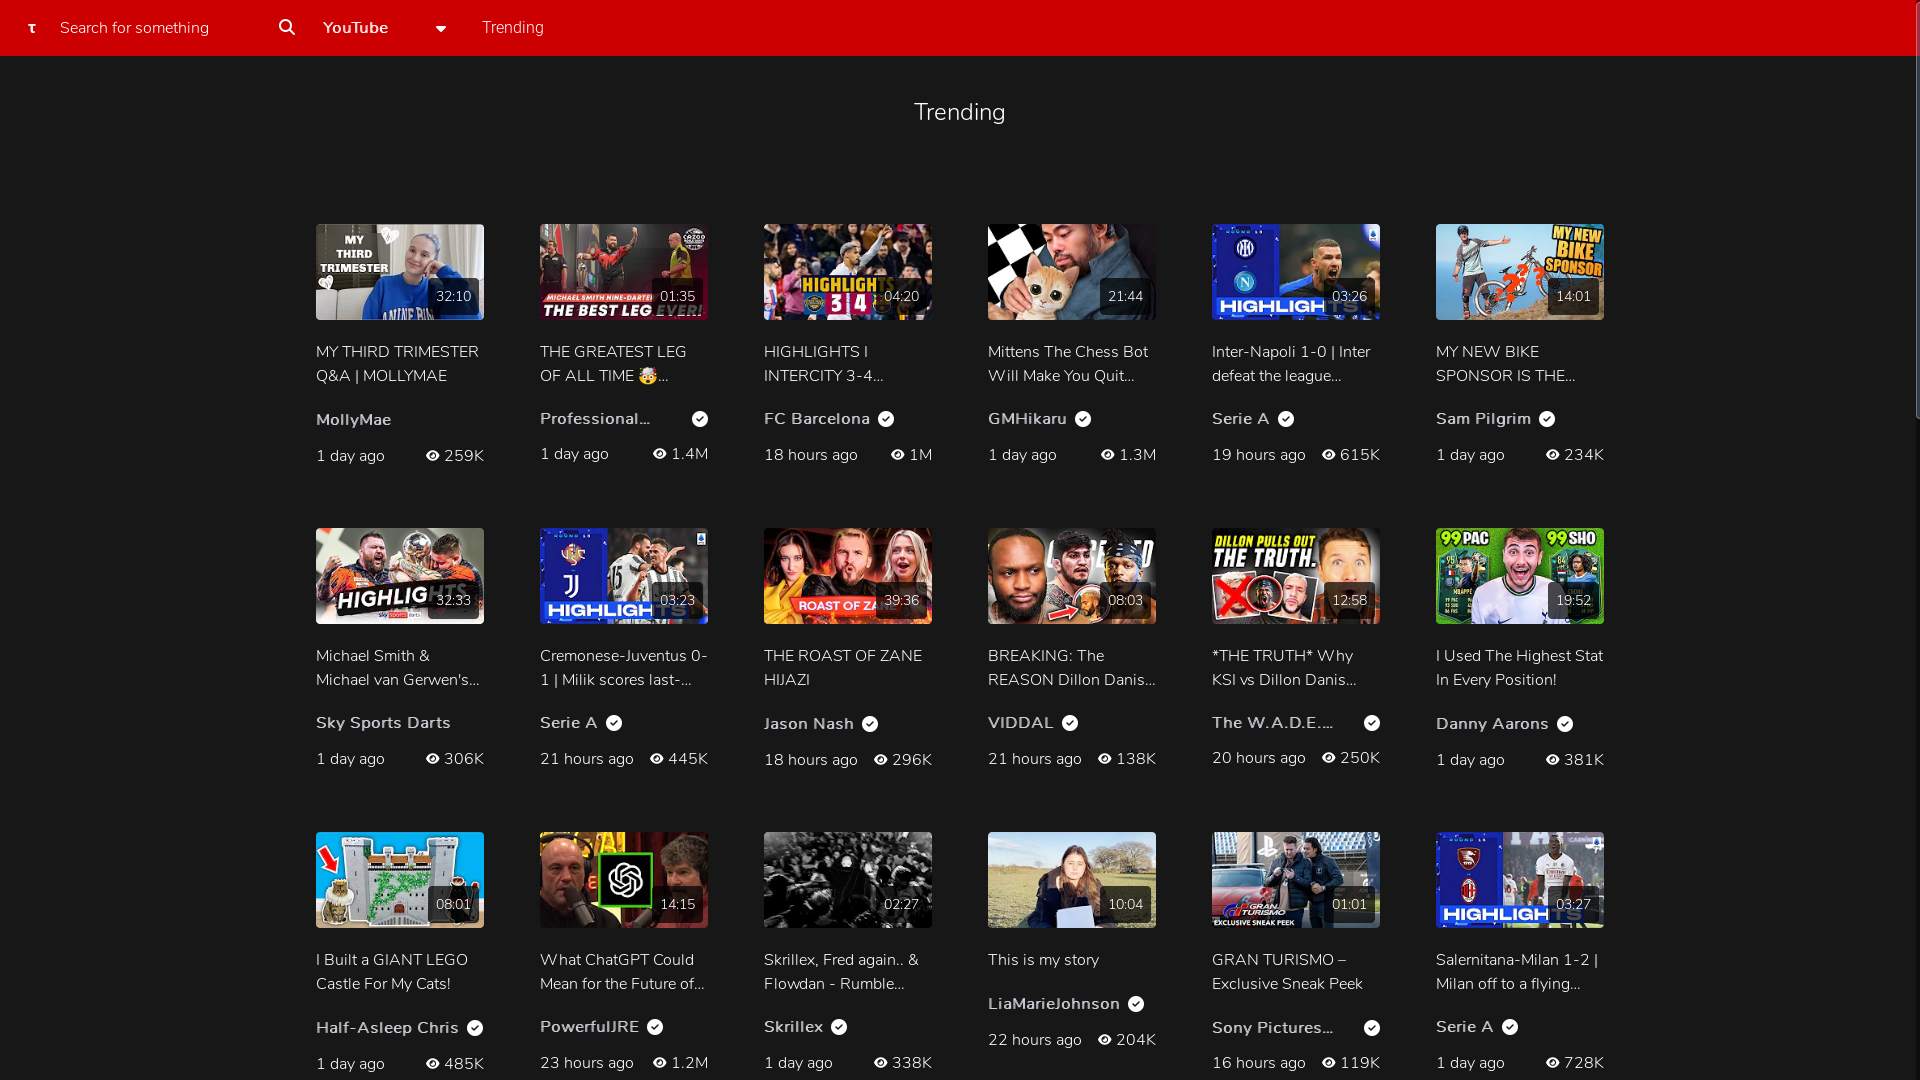 τ Search for something YouTube Trending
Trending
MY
THIRD
TRIMESTER
32:10
MICHAEL SMITH NINE-DARTER
THE BEST LEG EVER!
01:35
HIGHLIGHTS
3 4
04:20
21:44
HIGHLIGHTS
03:26
MY NEW
BIKE
SPONSOR
14:01
MY THIRD TRIMESTER
Q&A | MOLLYMAE
MollyMae
1 day ago 259K
THE GREATEST LEG
OF ALL TIME 🤯...
Professional...
1 day ago 1.4M
HIGHLIGHTS I
INTERCITY 3-4...
FC Barcelona
18 hours ago 1M
Mittens The Chess Bot
Will Make You Quit...
GMHikaru
1 day ago 1.3M
Inter-Napoli 1-0 | Inter
defeat the league...
Serie A
19 hours ago 615K
MY NEW BIKE
SPONSOR IS THE...
Sam Pilgrim
1 day ago 234K
HIGHLIGHTS
32:33
HIGHLIGHTS
03:23
ROAST OF ZANE
39:36
08:03
DILLON PULLS OUT
THE TRUTH.
12:58
99 PAC 99 SHO
19:52
Michael Smith &
Michael van Gerwen's...
Sky Sports Darts
1 day ago 306K
Cremonese-Juventus 0-
1 | Milik scores last-...
Serie A
21 hours ago 445K
THE ROAST OF ZANE
HIJAZI
Jason Nash
18 hours ago 296K
BREAKING: The
REASON Dillon Danis...
VIDDAL
21 hours ago 138K
*THE TRUTH* Why
KSI vs Dillon Danis...
The W.A.D.E....
20 hours ago 250K
I Used The Highest Stat
In Every Position!
Danny Aarons
1 day ago 381K
08:01
14:15
02:27
10:04
GRAN TURISMO
EXCLUSIVE SNEAK PEEK
01:01
HIGHLIGHTS
03:27
I Built a GIANT LEGO
Castle For My Cats!
Half-Asleep Chris
1 day ago 485K
What ChatGPT Could
Mean for the Future of...
PowerfulJRE
23 hours ago 1.2M
Skrillex, Fred again.. &
Flowdan - Rumble...
Skrillex
1 day ago 338K
This is my story
LiaMarieJohnson
22 hours ago 204K
GRAN TURISMO –
Exclusive Sneak Peek
Sony Pictures...
16 hours ago 119K
Salernitana-Milan 1-2 |
Milan off to a flying...
Serie A
1 day ago 728K